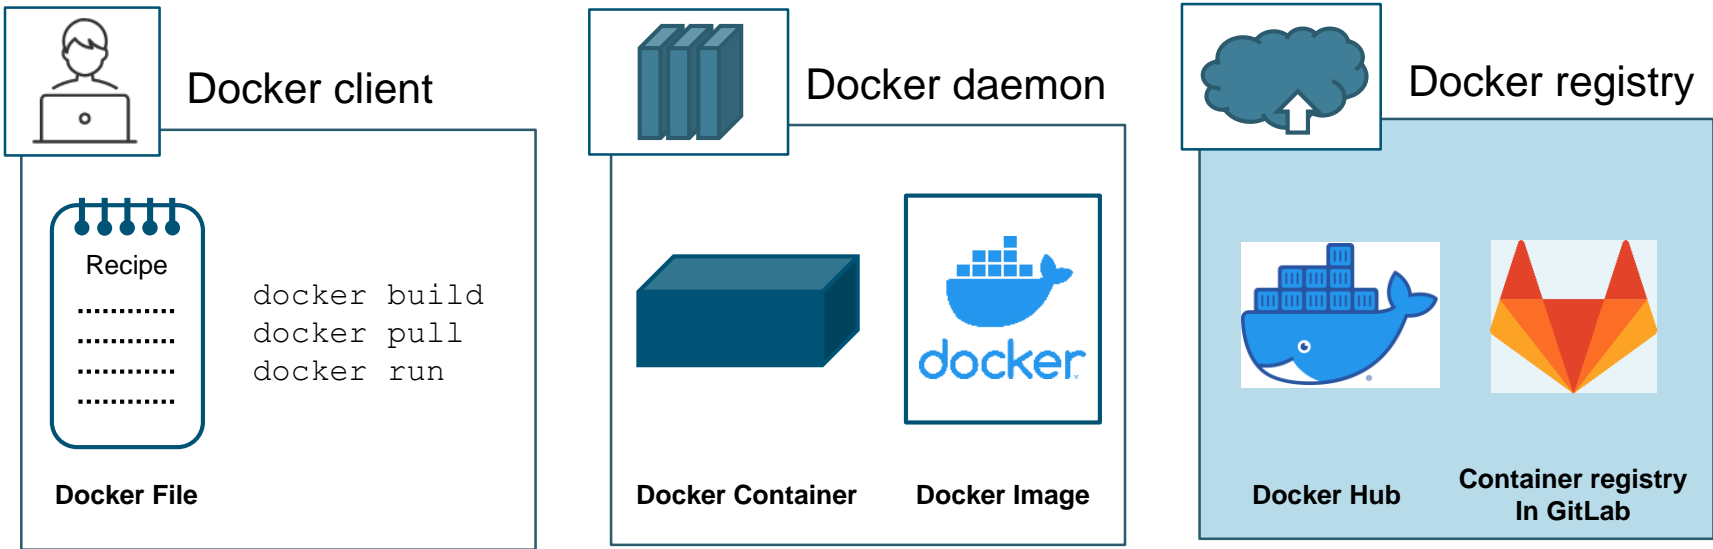 Docker client
Recipe
docker build
docker pull
docker run
Docker File
Docker daemon
docker
Docker Container
Docker Image
Docker registry
Docker Hub
Container registry
In GitLab